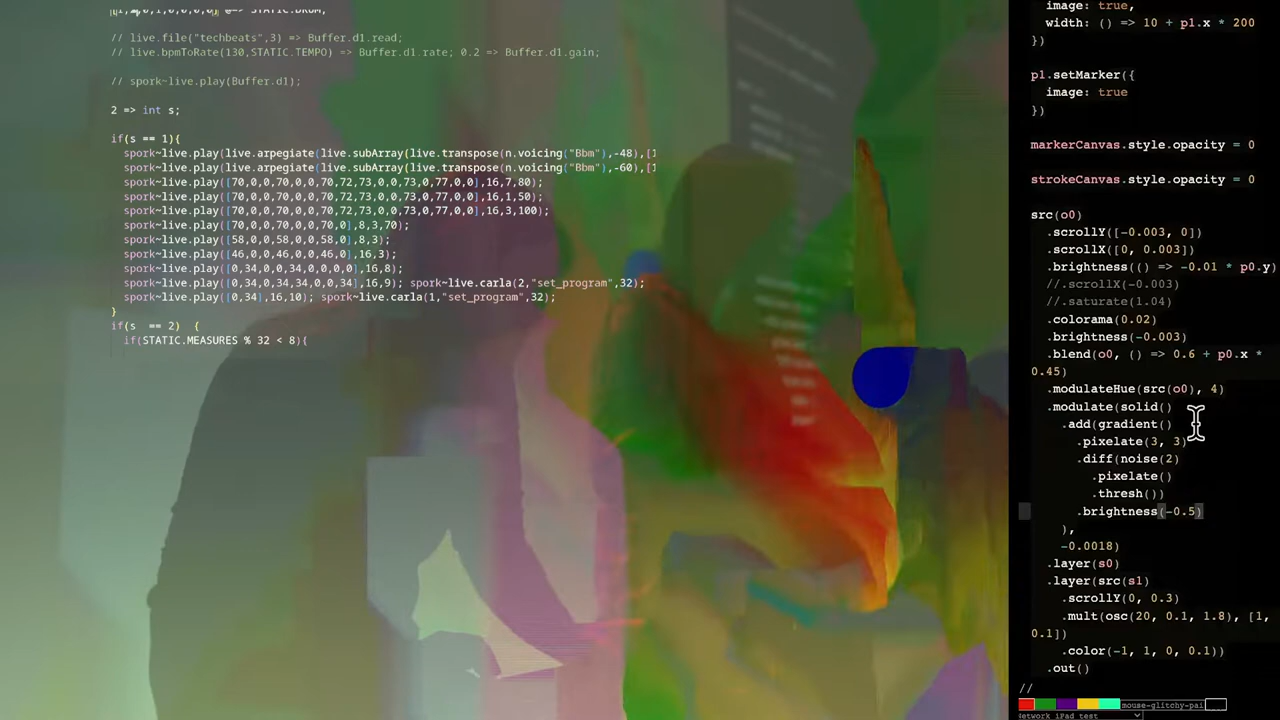 // live.file("techbeats",3) => Buffer.d1.read;
// live.bpmToRate(130,STATIC.TEMPO) => Buffer.d1.rate; 0.2 => Buffer.d1.gain;
// spork~live.play(Buffer.d1);
2 => int s;
if(s == 1){
spork~live.play(live.arpegiate(live.subArray(live.transpose(n.voicing("Bbm"),-48),[1
spork~live.play(live.arpegiate(live.subArray(live.transpose(n.voicing("Bbm"),-60),[1
spork~live.play([70,0,0,70,0,0,70,72,73,0,0,73,0,77,0,0],16,7,80);
spork~live.play([70,0,0,70,0,0,70,72,73,0,0,73,0,77,0,0],16,1,50);
spork~live.play([70,0,0,70,0,0,70,72,73,0,0,73,0,77,0,0],16,3,100);
spork~live.play([70,0,0,70,0,0,70,0],8,3,70);
spork~live.play([58,0,0,58,0,0,58,0],8,3);
spork~live.play([46,0,0,46,0,0,46,0],16,3);
spork~live.play([0,34,0,0,34,0,0,0,0],16,8);
spork~live.play([0,34,0,34,34,0,0,34,0],16,9); spork~live.carla(2,"set_program",32);
spork~live.play([0,34],16,10); spork~live.carla(1,"set_program",32);
}
if(s  == 2)  {
if(STATIC.MEASURES % 32 < 8){
image: true,
width: () => 10 + p1.x * 200
})
p1.setMarker({
image: true
})
markerCanvas.style.opacity = 0
strokeCanvas.style.opacity = 0
src(o0)
.scrollY([-0.003, 0])
.scrollX([0, 0.003])
.brightness(() => -0.01 * p0.y)
//.scrollX(-0.003)
//.saturate(1.04)
.colorama(0.02)
.brightness(-0.003)
.blend(o0, () => 0.6 + p0.x *
0.45)
.modulateHue(src(o0), 4)
.modulate(solid()
.add(gradient()
.pixelate(3, 3)
.diff(noise(2)
.pixelate()
.thresh())
.brightness(-0.5)
),
-0.0018)
.layer(s0)
.layer(src(s1)
.scrollY(0, 0.3)
.mult(osc(20, 0.1, 1.8), [1,
0.1])
.color(-1, 1, 0, 0.1))
.out()
//
mouse-glitchy-pai
etwork iPad test